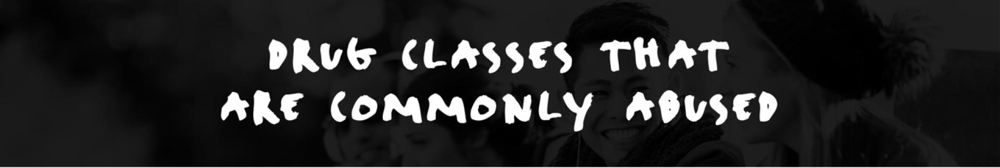 DRUG CLASSES THAT
ARE COMMONLY ABUSED